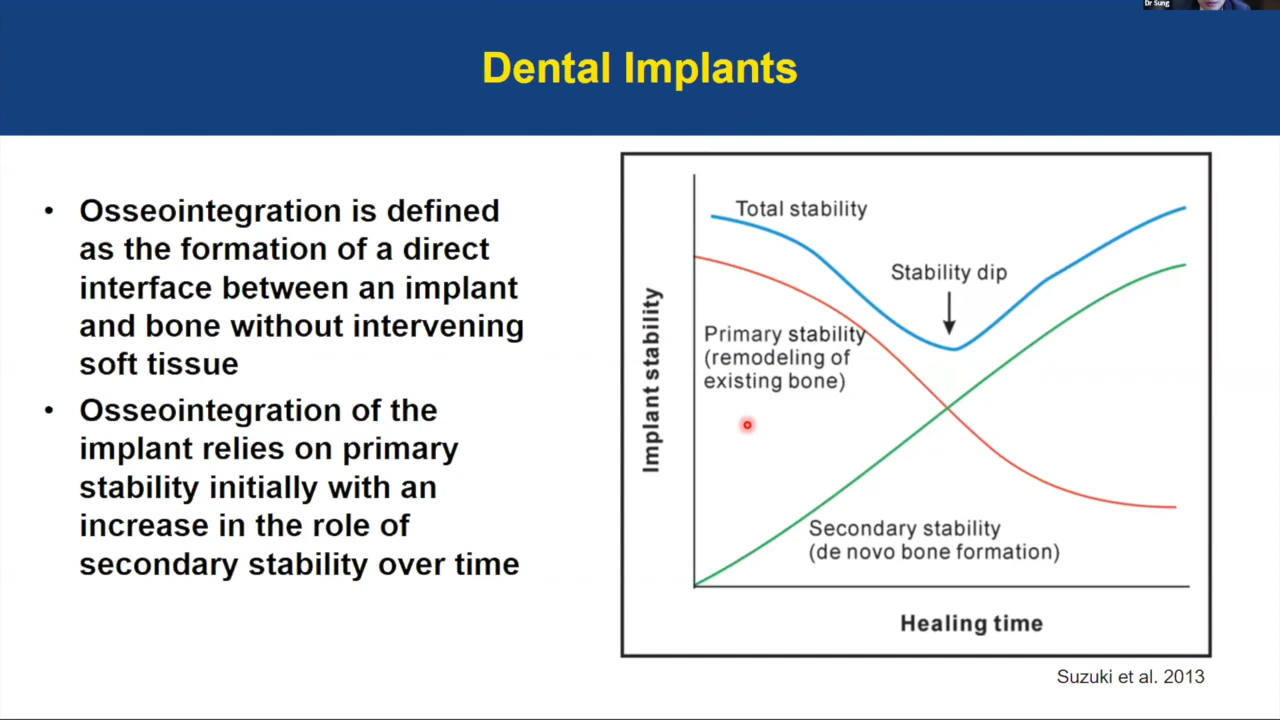 Dr Sung
Dental Implants
• Osseointegration is defined
as the formation of a direct
interface between an implant
and bone without intervening
soft tissue
• Osseointegration of the
implant relies on primary
stability initially with an
increase in the role of
secondary stability over time
Total stability
Stability dip
Primary stability
(remodeling of
existing bone)
Implant stability
Secondary stability
(de novo bone formation)
Healing time
Suzuki et al. 2013